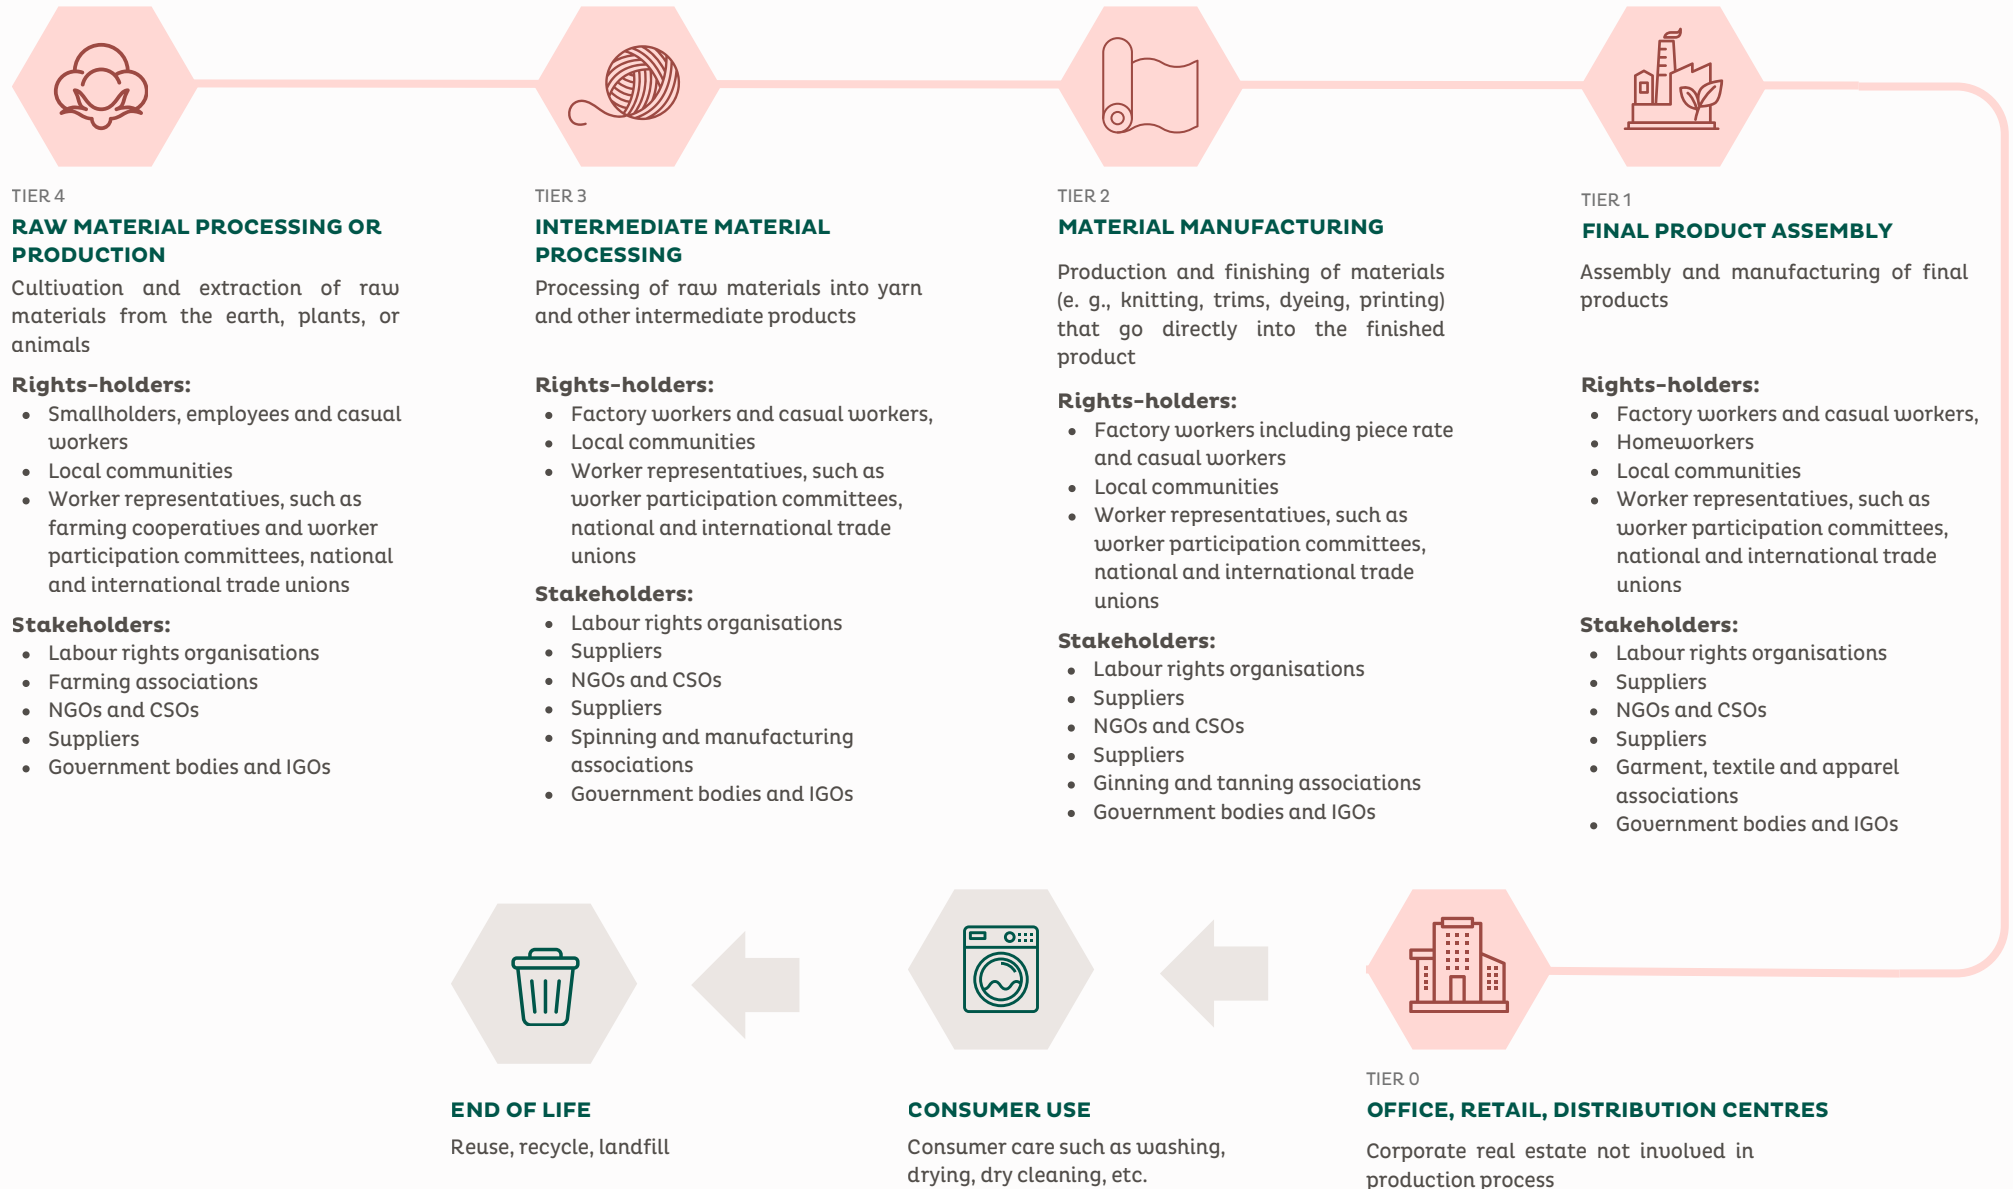 TIER 4
RAW MATERIAL PROCESSING OR
PRODUCTION
Cultivation and extraction of raw
materials from the earth, plants, or
animals
Rights-holders:
• Smallholders, employees and casual
workers
• Local communities
• Worker representatives, such as
farming cooperatives and worker
participation committees, national
and international trade unions
Stakeholders:
• Labour rights organisations
• Farming associations
• NGOs and CSOs
• Suppliers
• Government bodies and IGOs
TIER 3
INTERMEDIATE MATERIAL
PROCESSING
Processing of raw materials into yarn
and other intermediate products
Rights-holders:
• Factory workers and casual workers,
• Local communities
• Worker representatives, such as
worker participation committees,
national and international trade
unions
Stakeholders:
• Labour rights organisations
• Suppliers
• NGOs and CSOs
• Suppliers
• Spinning and manufacturing
associations
• Government bodies and IGOs
TIER 2
MATERIAL MANUFACTURING
Production and finishing of materials
(e. g., knitting, trims, dyeing, printing)
that go directly into the finished
product
Rights-holders:
• Factory workers including piece rate
and casual workers
• Local communities
• Worker representatives, such as
worker participation committees,
national and international trade
unions
Stakeholders:
• Labour rights organisations
• Suppliers
• NGOs and CSOs
• Suppliers
• Ginning and tanning associations
• Government bodies and IGOs
TIER 1
FINAL PRODUCT ASSEMBLY
Assembly and manufacturing of final
products
Rights-holders:
• Factory workers and casual workers,
• Homeworkers
• Local communities
• Worker representatives, such as
worker participation committees,
national and international trade
unions
Stakeholders:
• Labour rights organisations
• Suppliers
• NGOs and CSOs
• Suppliers
• Garment, textile and apparel
associations
• Government bodies and IGOs
TIER 0
OFFICE, RETAIL, DISTRIBUTION CENTRES
Corporate real estate not involved in
production process
CONSUMER USE
Consumer care such as washing,
drying, dry cleaning, etc.
END OF LIFE
Reuse, recycle, landfill